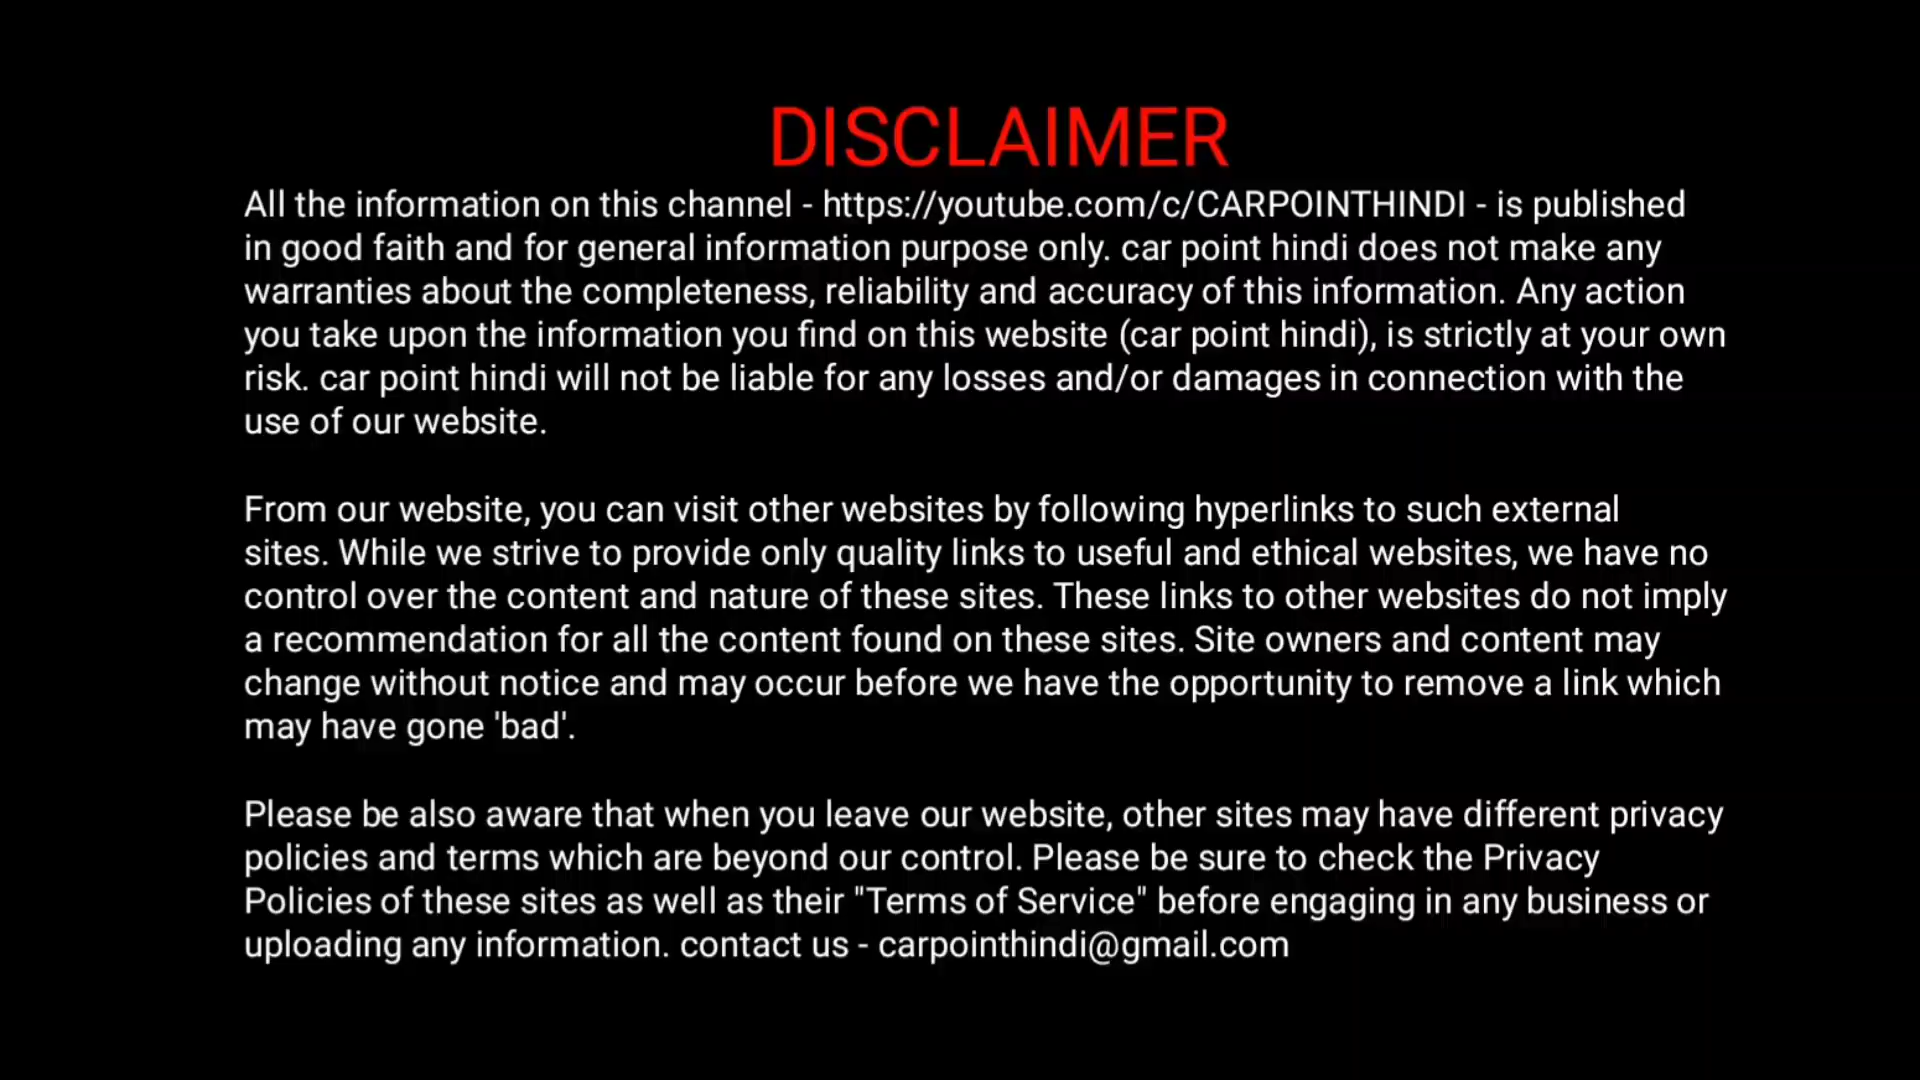 DISCLAIMER
All the information on this channel - https://youtube.com/c/CARPOINTHINDI - is published
in good faith and for general information purpose only. car point hindi does not make any
warranties about the completeness, reliability and accuracy of this information. Any action
you take upon the information you find on this website (car point hindi), is strictly at your own
risk. car point hindi will not be liable for any losses and/or damages in connection with the
use of our website.
From our website, you can visit other websites by following hyperlinks to such external
sites. While we strive to provide only quality links to useful and ethical websites, we have no
control over the content and nature of these sites. These links to other websites do not imply
a recommendation for all the content found on these sites. Site owners and content may
change without notice and may occur before we have the opportunity to remove a link which
may have gone 'bad'.
Please be also aware that when you leave our website, other sites may have different privacy
policies and terms which are beyond our control. Please be sure to check the Privacy
Policies of these sites as well as their "Terms of Service" before engaging in any business or
uploading any information. contact us - carpointhindi@gmail.com